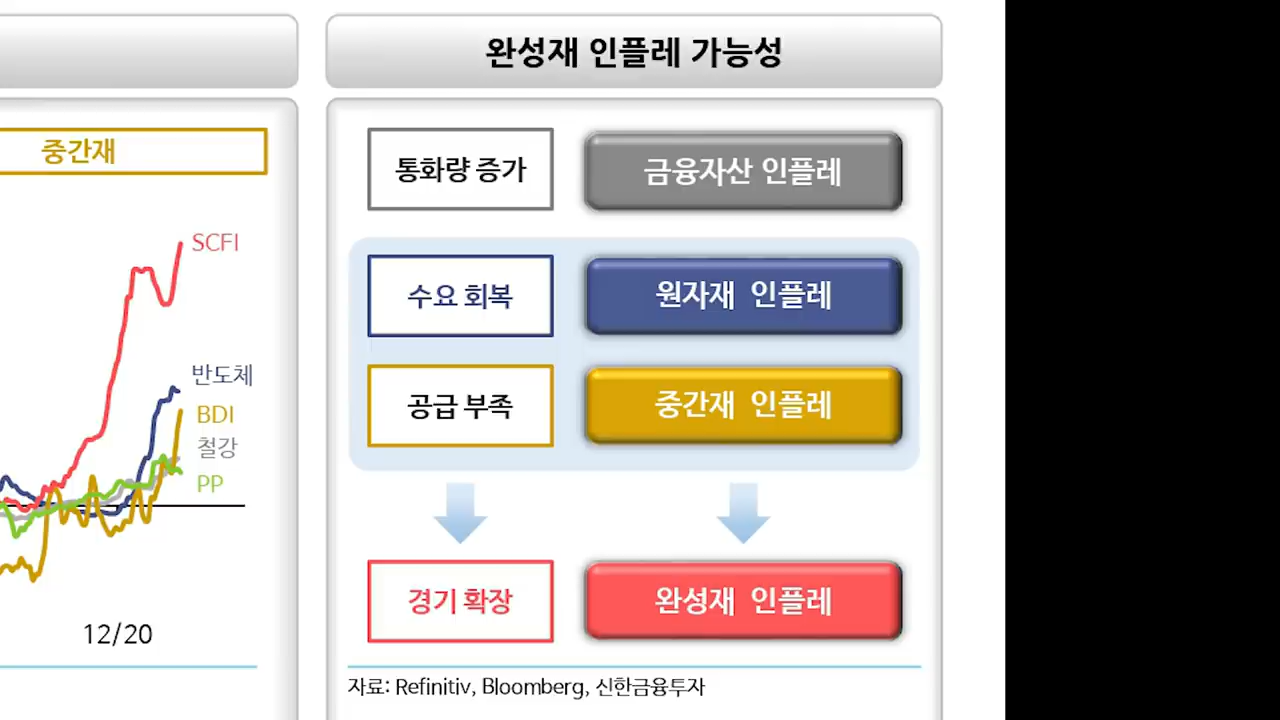 중간재
SCFI
반도체
BDI
철강
PP
12/20
완성재 인플레 가능성
통화량 증가
금융자산 인플레
수요 회복
원자재 인플레
공급 부족
중간재 인플레
경기 확장
완성재 인플레
자료: Refinitiv, Bloomberg, 신한금융투자